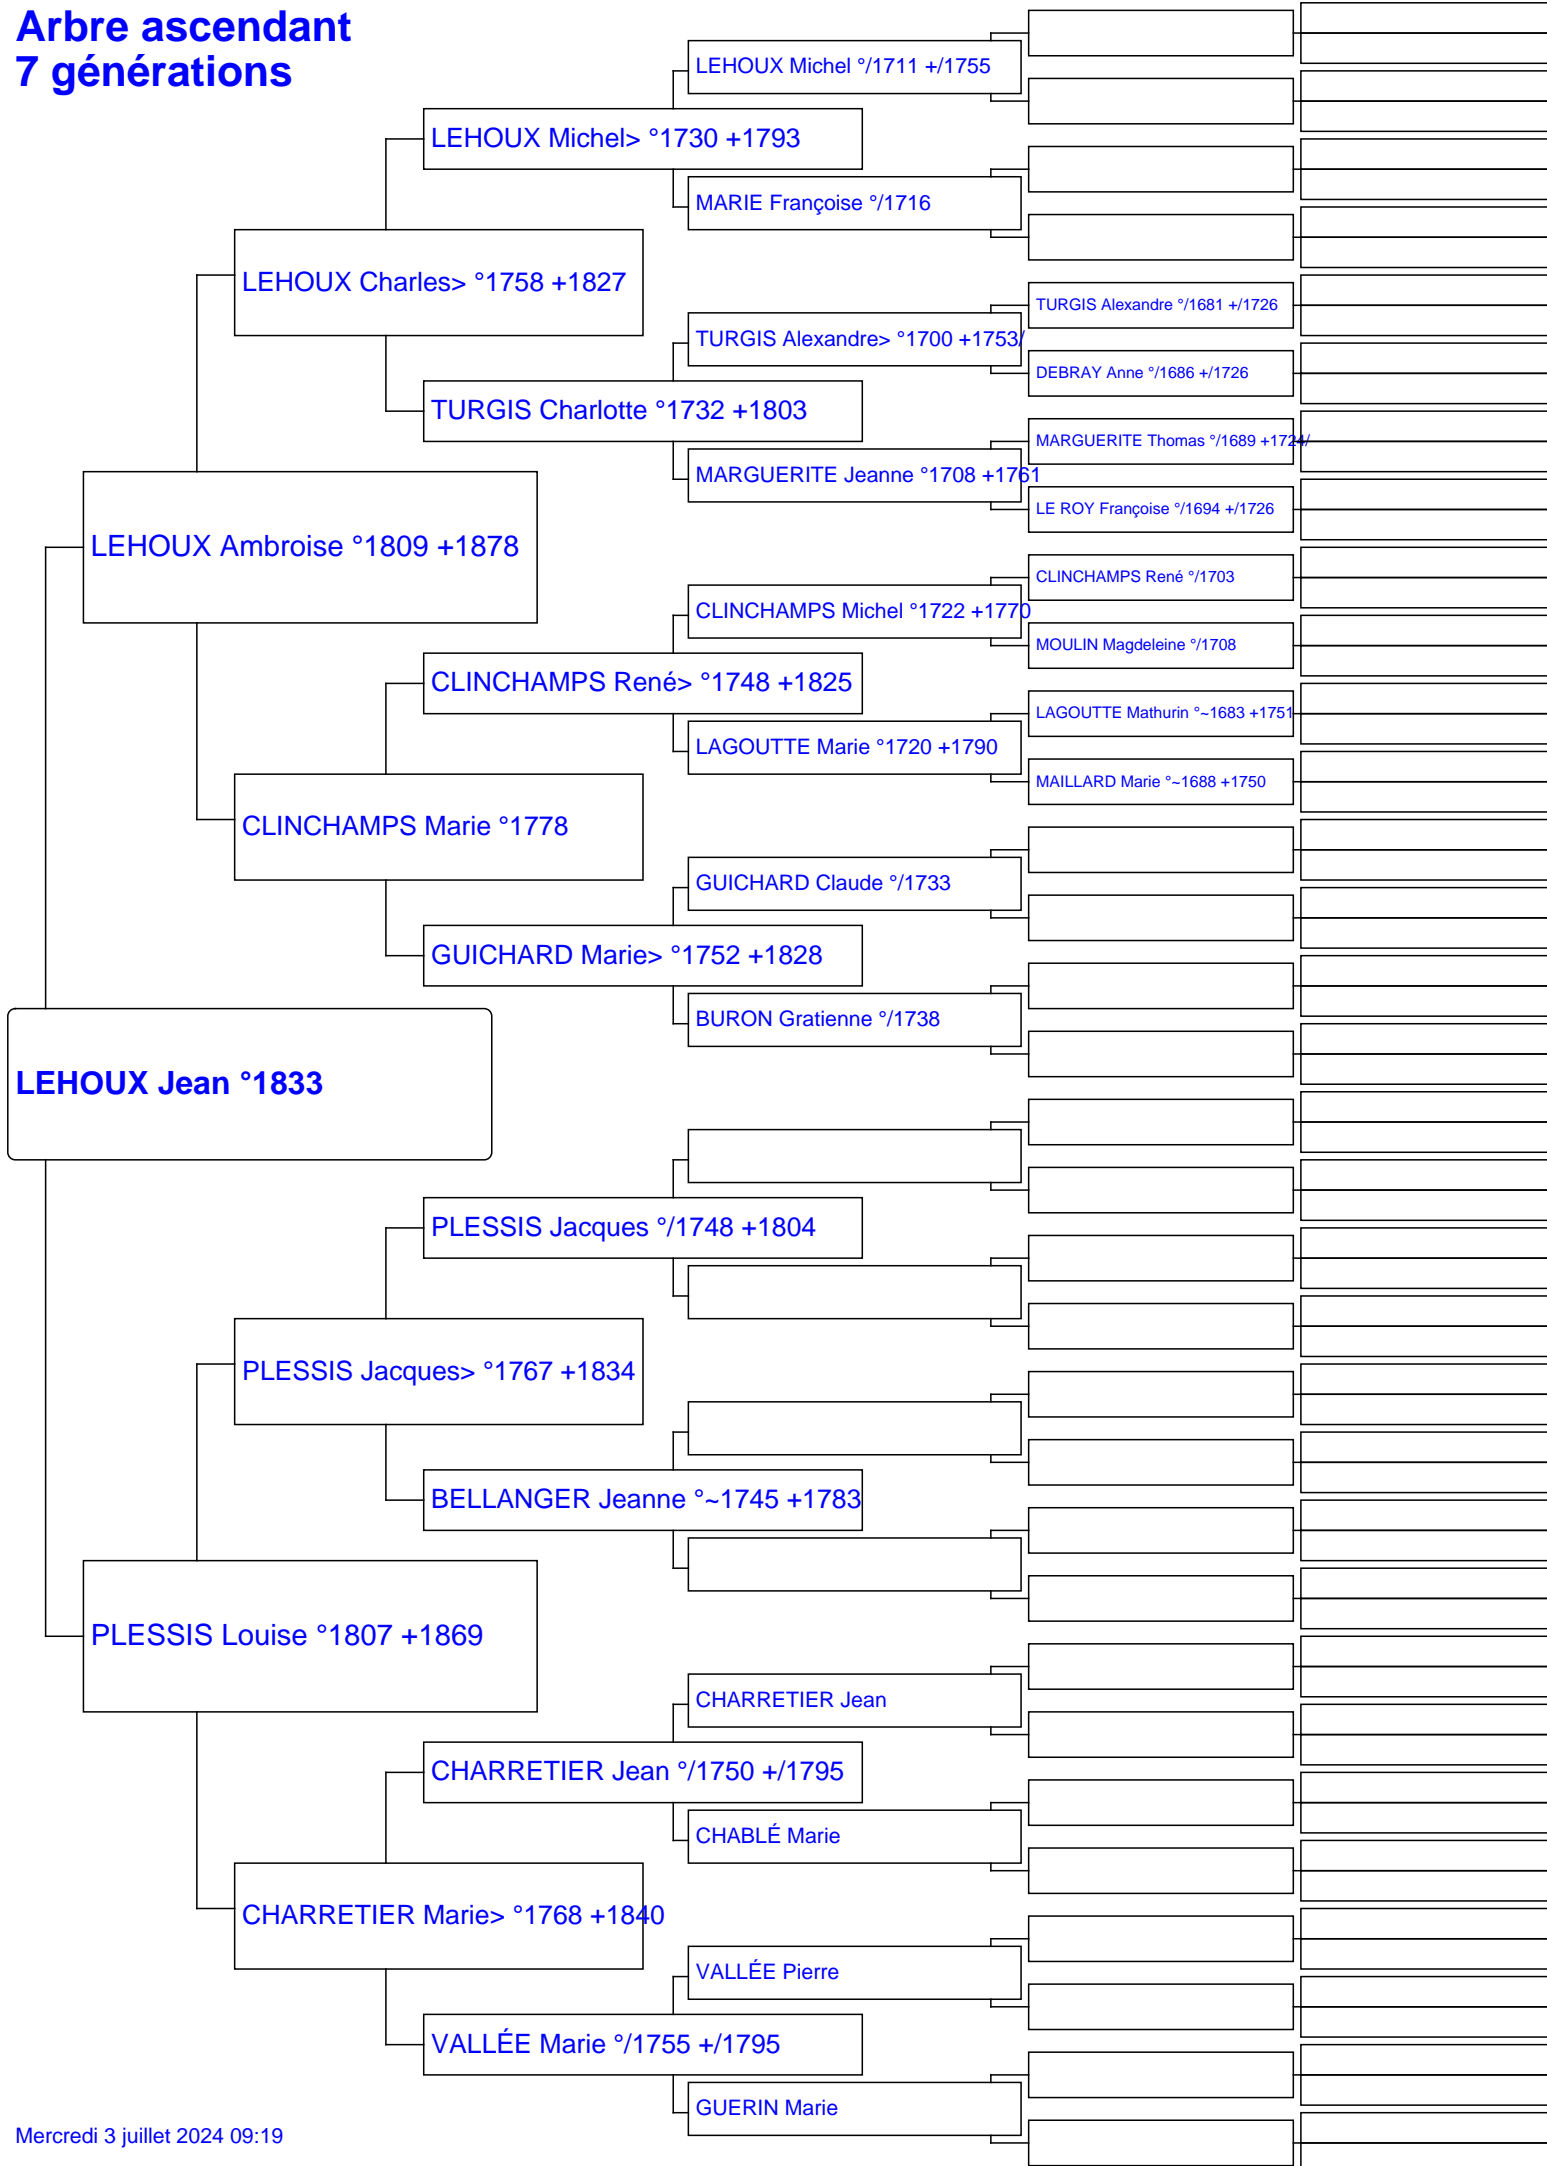 Arbre ascendant
7 générations
LEHOUX Michel °/1711 +/1755
LEHOUX Michel> °1730 +1793
MARIE Françoise °/1716
LEHOUX Charles> °1758 +1827
TURGIS Alexandre °/1681 +/1726
TURGIS Alexandre> °1700 +1753/
DEBRAY Anne °/1686 +/1726
TURGIS Charlotte °1732 +1803
MARGUERITE Thomas °/1689 +1724/
MARGUERITE Jeanne °1708 +1761
LE ROY Françoise °/1694 +/1726
LEHOUX Ambroise °1809 +1878
CLINCHAMPS René °/1703
CLINCHAMPS Michel °1722 +1770
MOULIN Magdeleine °/1708
CLINCHAMPS René> °1748 +1825
LAGOUTTE Mathurin °~1683 +1751
LAGOUTTE Marie °1720 +1790
MAILLARD Marie °~1688 +1750
CLINCHAMPS Marie °1778
GUICHARD Claude °/1733
GUICHARD Marie> °1752 +1828
BURON Gratienne °/1738
LEHOUX Jean °1833
PLESSIS Jacques °/1748 +1804
PLESSIS Jacques> °1767 +1834
BELLANGER Jeanne °~1745 +1783
PLESSIS Louise °1807 +1869
CHARRETIER Jean
CHARRETIER Jean °/1750 +/1795
CHABLÉ Marie
CHARRETIER Marie> °1768 +1840
VALLÉE Pierre
VALLÉE Marie °/1755 +/1795
GUERIN Marie
Mercredi 3 juillet 2024 09:19